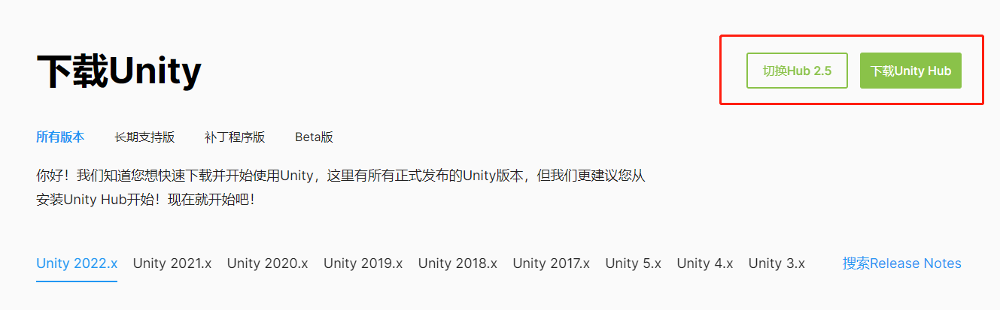 下载Unity
切换Hub 2.5
下载Unity Hub
所有版本 长期支持版 补丁程序版 Beta版
你好！我们知道您想快速下载并开始使用Unity，这里有所有正式发布的Unity版本，但我们更建议您从
安装Unity Hub开始！现在就开始吧！
Unity 2022.x Unity 2021.x Unity 2020.x Unity 2019.x Unity 2018.x Unity 2017.x Unity 5.x Unity 4.x Unity 3.x 搜索Release Notes